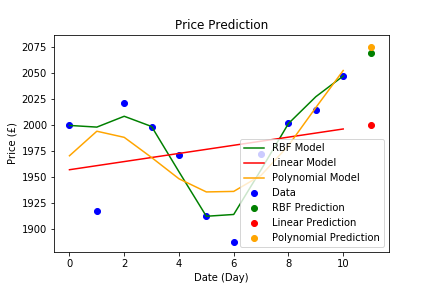 Price Prediction
2075
2050
2025
2000
1975
1950
1925
1900
Price (£)
0
2
4
6
8
10
Date (Day)
RBF Model
Linear Model
Polynomial Model
Data
RBF Prediction
Linear Prediction
Polynomial Prediction